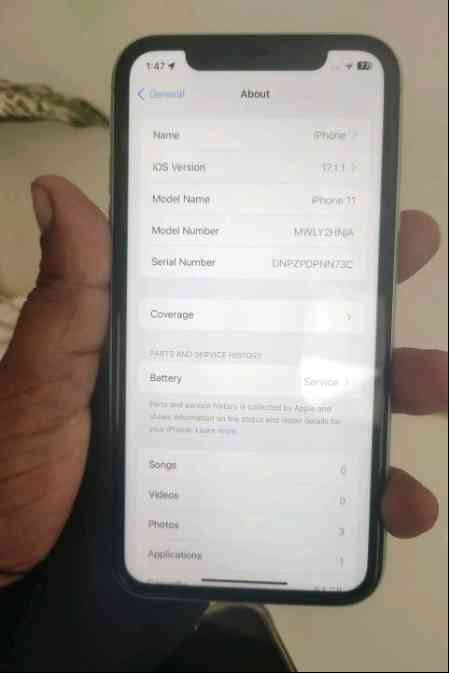 1:47 77
General About
Name iPhone
iOS Version 17.1.1
Model Name iPhone 11
Model Number MWLY2HN/A
Serial Number DNPZPDPNN73C
Coverage
PARTS AND SERVICE HISTORY
Battery Service
Parts and service history is collected by Apple and
shows information on the status and repair details for
your iPhone. Learn more.
Songs 0
Videos 0
Photos 3
Applications 1